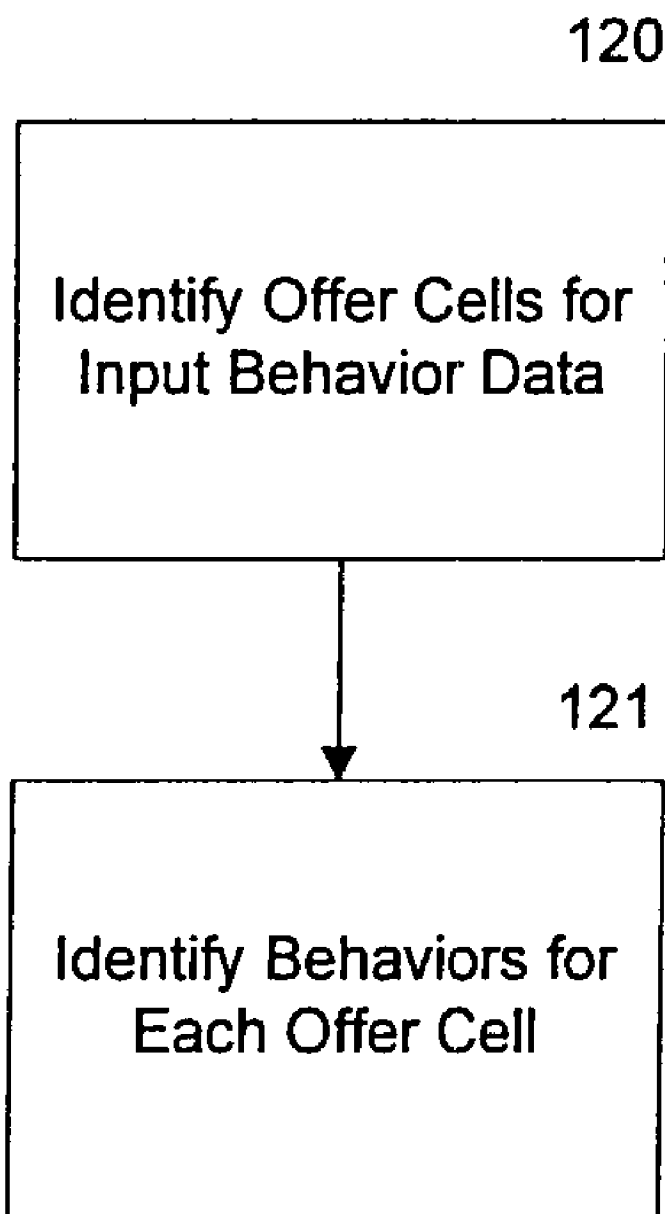 120
Identify Offer Cells for
Input Behavior Data
121
Identify Behaviors for
Each Offer Cell